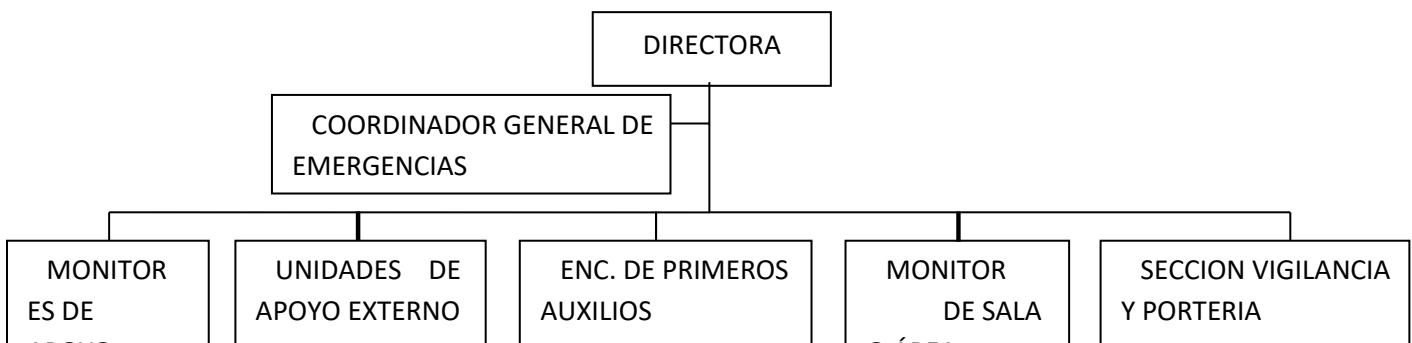 DIRECTORA
COORDINADOR GENERAL DE
EMERGENCIAS
MONITOR
ES DE
UNIDADES DE
APOYO EXTERNO
ENC. DE PRIMEROS
AUXILIOS
MONITOR
DE SALA
SECCION VIGILANCIA
Y PORTERIA